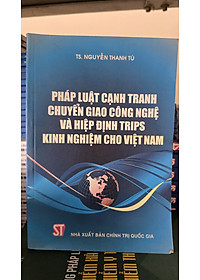 TS. NGUYỄN THANH TÚ
PHÁP LUẬT CẠNH TRANH
CHUYỂN GIAO CÔNG NGHỆ
VÀ HIỆP ĐỊNH TRIPS
KINH NGHIỆM CHO VIỆT NAM
ST
NHÀ XUẤT BẢN CHÍNH TRỊ QUỐC GIA